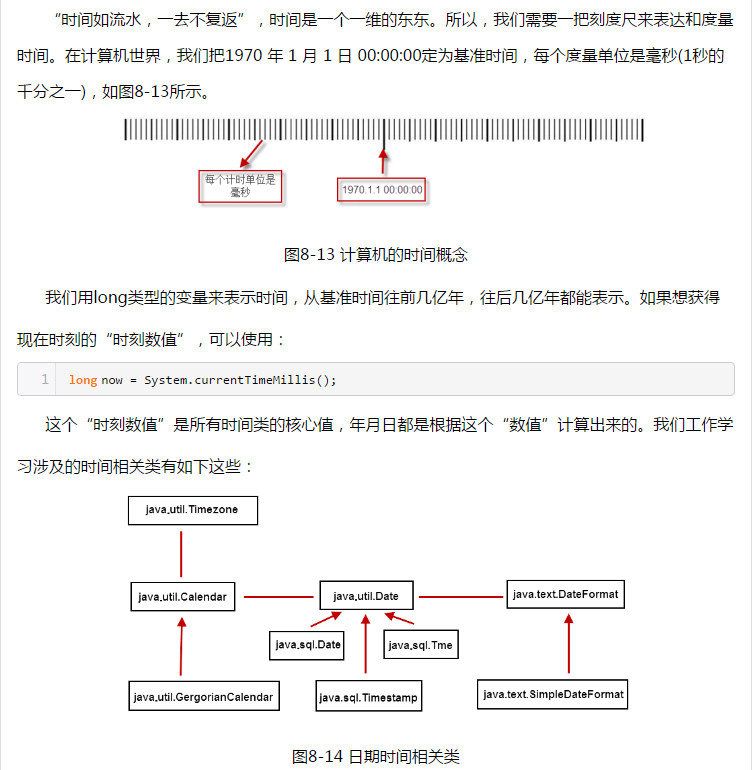 “时间如流水，一去不复返”，时间是一个一维的东东。所以，我们需要一把刻度尺来表达和度量
时间。在计算机世界，我们把1970 年 1 月 1 日 00:00:00定为基准时间，每个度量单位是毫秒(1秒的
千分之一)，如图8-13所示。
每个计时单位是
毫秒
1970.1.1 00:00:00
图8-13 计算机的时间概念
我们用long类型的变量来表示时间，从基准时间往前几亿年，往后几亿年都能表示。如果想获得
现在时刻的“时刻数值”，可以使用：
1 long now = System.currentTimeMillis();
这个“时刻数值”是所有时间类的核心值，年月日都是根据这个“数值”计算出来的。我们工作学
习涉及的时间相关类有如下这些：
java.util.Timezone
java.util.Calendar
java.util.Date
java.text.DateFormat
java.sql.Date
java.sql.Tme
java.util.GergorianCalendar
java.sql.Timestamp
java.text.SimpleDateFormat
图8-14 日期时间相关类